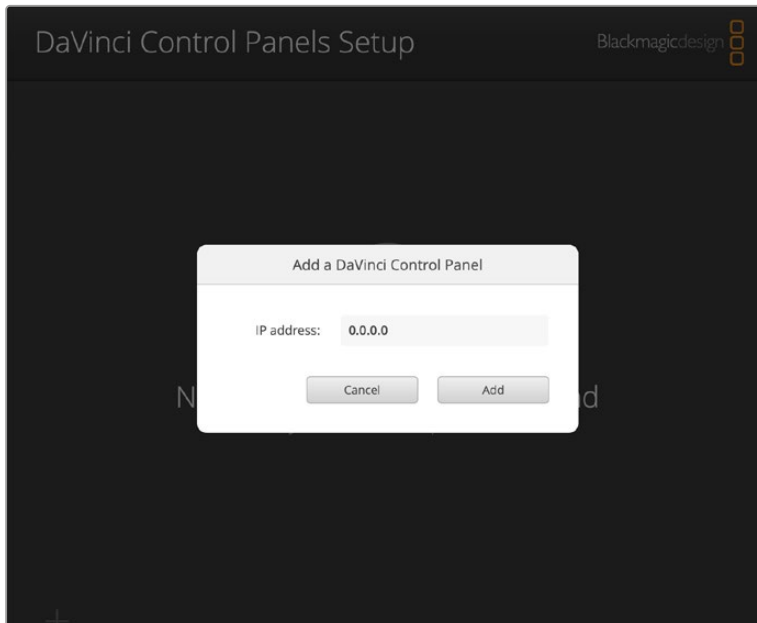 DaVinci Control Panels Setup
Blackmagicdesign
Add a DaVinci Control Panel
IP address: 0.0.0.0
Cancel Add